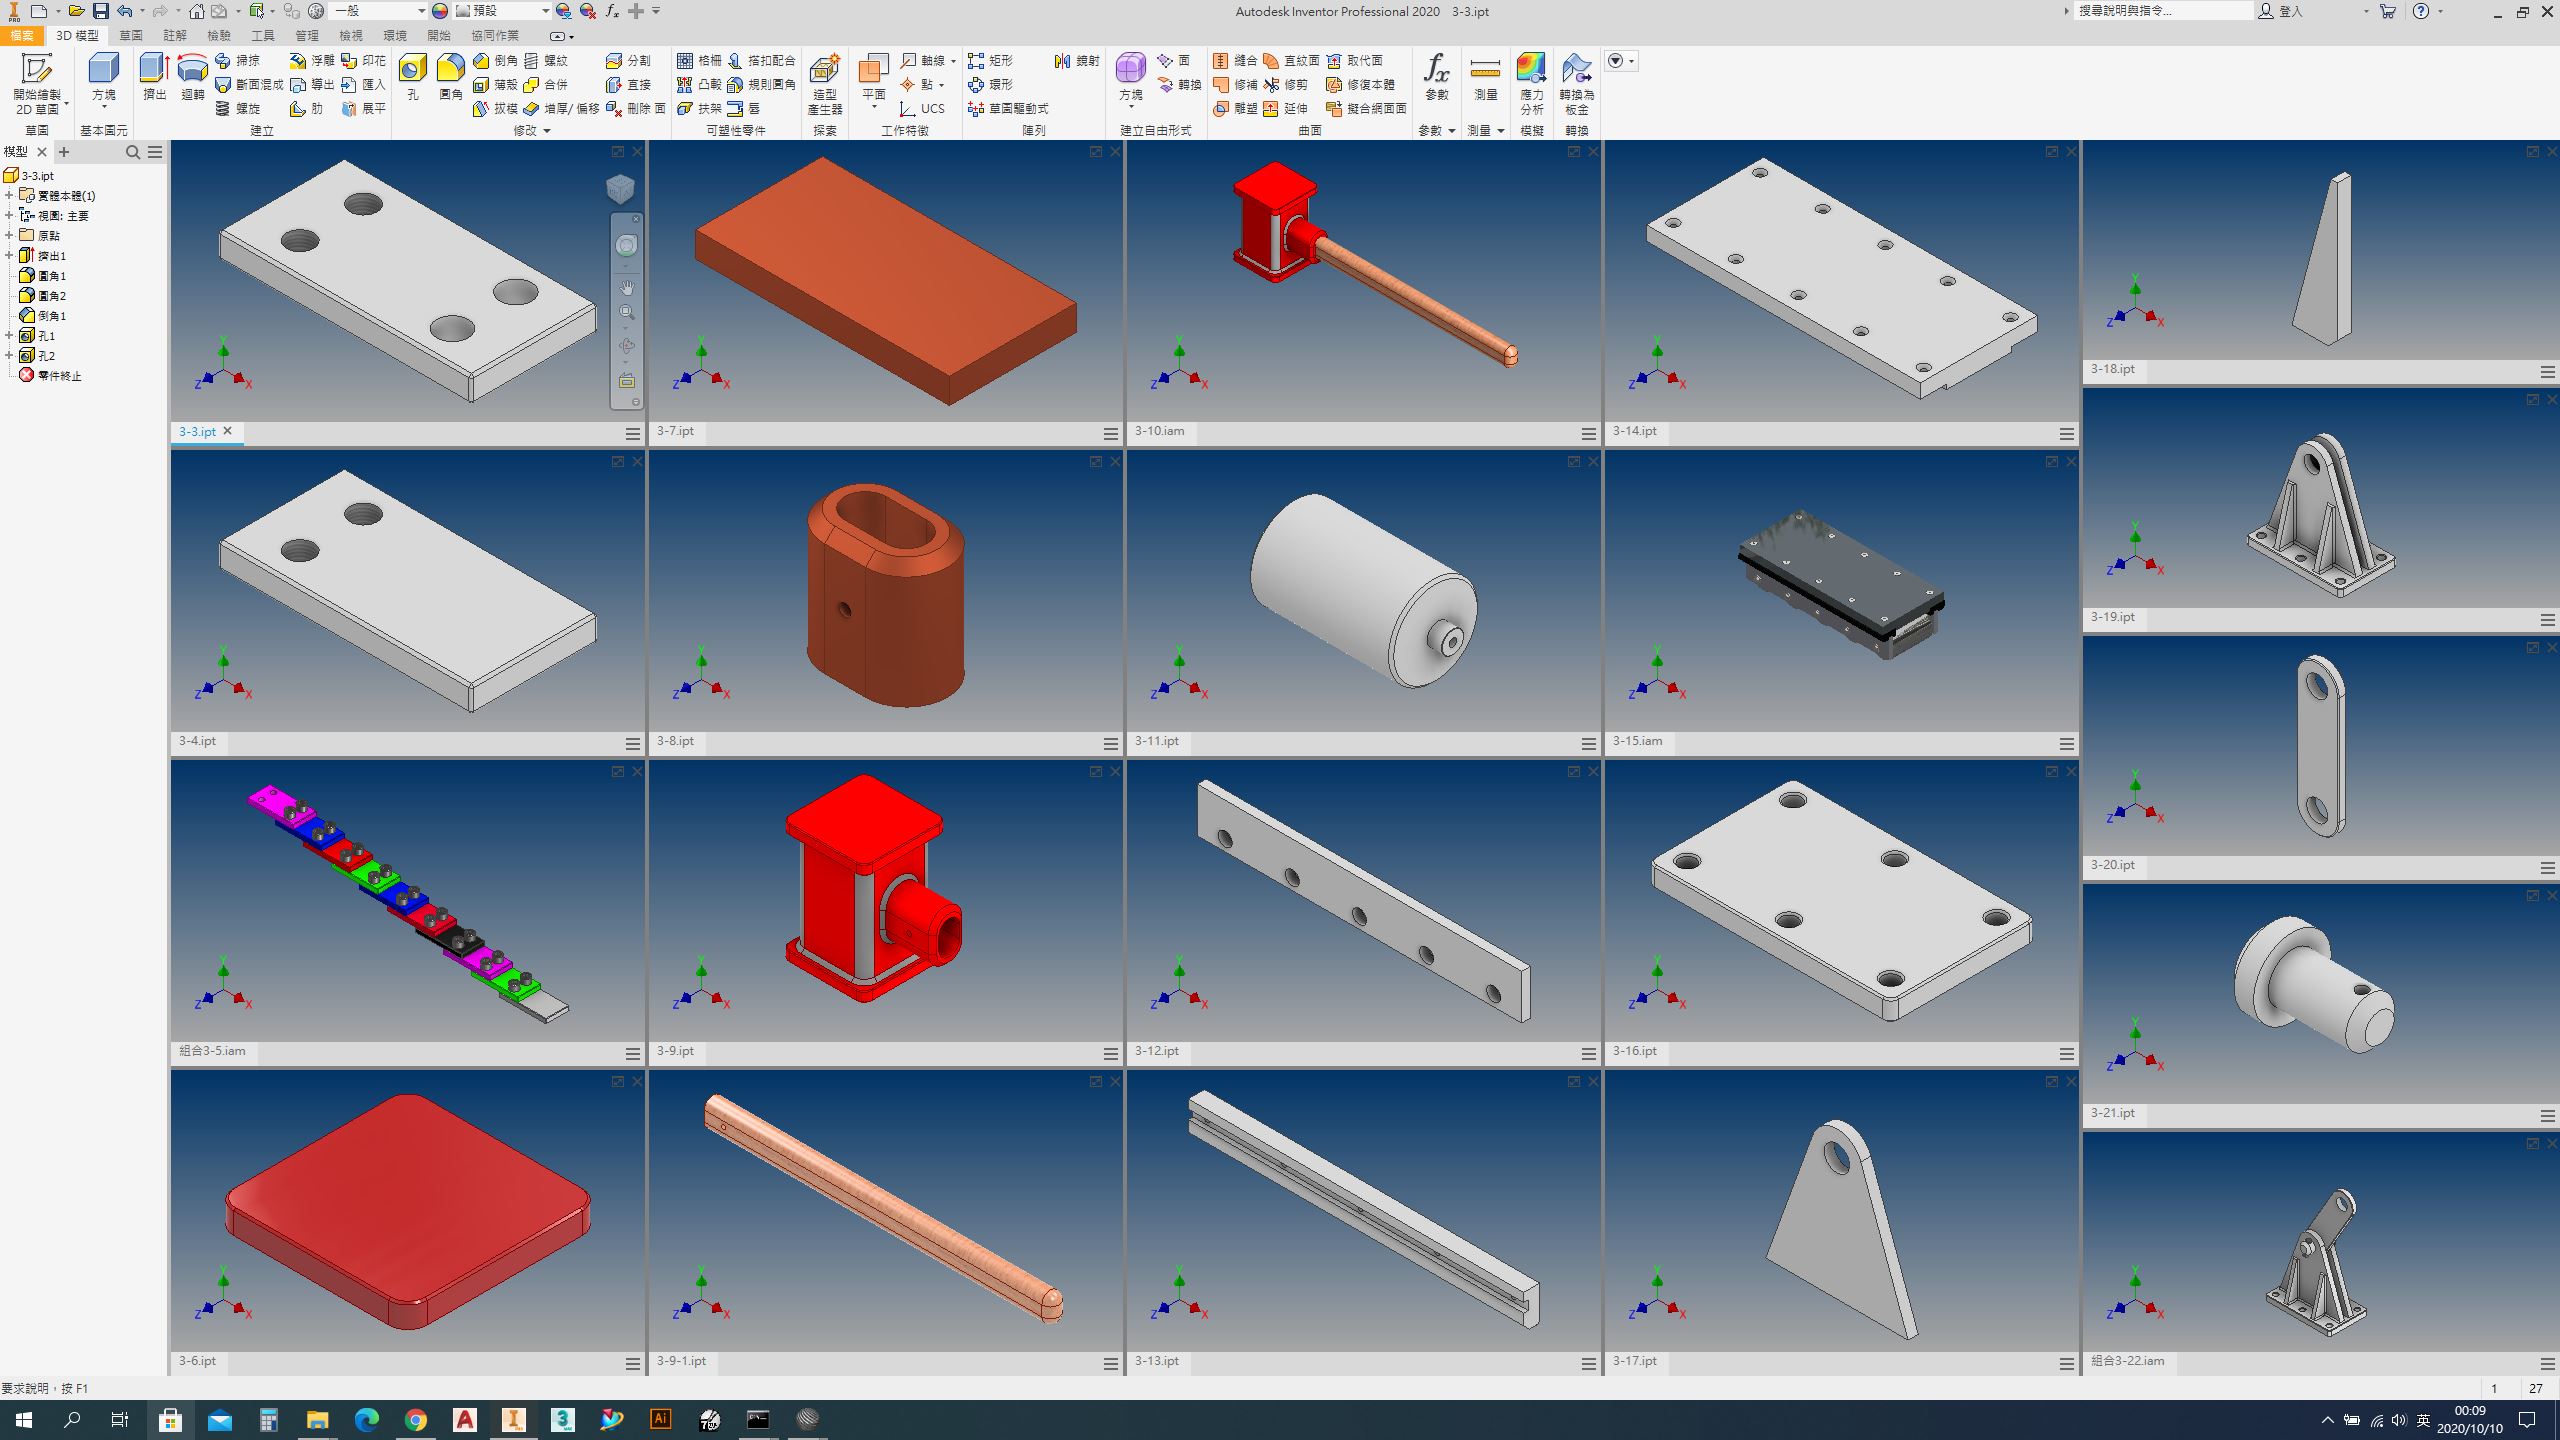 一般
預設
Autodesk Inventor Professional 2020 3-3.ipt
搜尋說明與指令...
登入
檔案 3D 模型 草圖 註解 檢驗 工具 管理 檢視 環境 開始 協同作業
開始繪製
2D 草圖
草圖
方塊
基本圖元
擠出
迴轉
掃掠
斷面混成
螺旋
浮雕
導出
肋
印花
匯入
展平
建立
孔
圓角
倒角
薄殼
拔模
螺紋
合併
增厚/ 偏移
分割
直接
刪除 面
修改
格柵
凸轂
扶架
搭扣配合
規則圓角
唇
可塑性零件
造型
產生器
探索
平面
軸線
點
UCS
工作特徵
矩形
環形
草圖驅動式
鏡射
陣列
方塊
面
轉換
建立自由形式
縫合
修補
雕塑
直紋面
修剪
延伸
取代面
修復本體
擬合網面面
曲面
fx
參數
參數
測量
測量
應力
分析
模擬
轉換為
板金
轉換
模型
3-3.ipt
實體本體(1)
視圖: 主要
原點
擠出1
圓角1
圓角2
倒角1
孔1
孔2
零件終止
3-3.ipt
3-7.ipt
3-10.iam
3-14.ipt
3-18.ipt
3-4.ipt
3-8.ipt
3-11.ipt
3-15.iam
3-19.ipt
3-20.ipt
組合3-5.iam
3-9.ipt
3-12.ipt
3-16.ipt
3-21.ipt
3-6.ipt
3-9-1.ipt
3-13.ipt
3-17.ipt
組合3-22.iam
要求說明，按 F1
1 27
英
00:09
2020/10/10